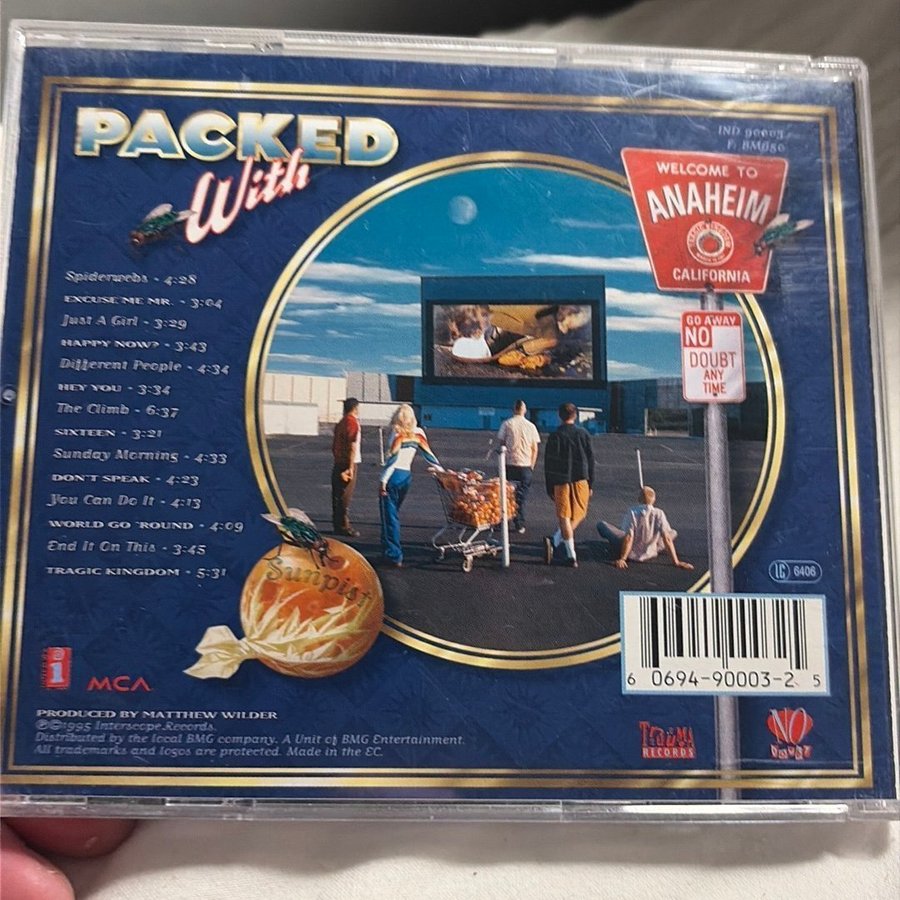 PACKED
With
IND 90003
F: BM650
WELCOME TO
ANAHEIM
CALIFORNIA
GO AWAY
NO
DOUBT
ANY
TIME
Spiderwebs - 4:28
EXCUSE ME MR. - 3:04
Just A Girl - 3:29
HAPPY NOW? - 3:43
Different People - 4:34
HEY YOU - 3:34
The Climb - 6:37
SIXTEEN - 3:21
Sunday Morning - 4:33
DON'T SPEAK - 4:23
You Can Do It - 4:13
WORLD GO 'ROUND - 4:09
End It On This - 3:45
TRAGIC KINGDOM - 5:31
Sunpist
LC 6406
6 0694-90003-2 5
MCA
PRODUCED BY MATTHEW WILDER
℗©1995 Interscope Records.
Distributed by the local BMG company. A Unit of BMG Entertainment.
All trademarks and logos are protected. Made in the EC.
RECORDS
NO
DOUBT